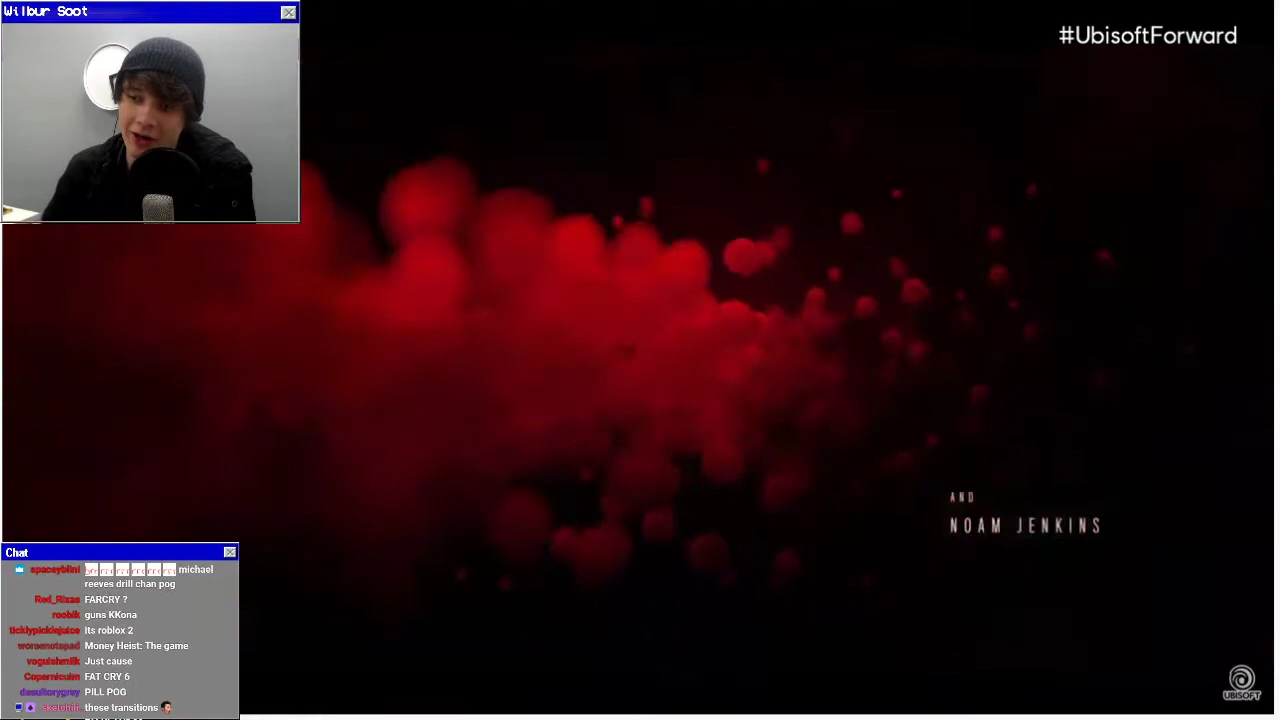 Wilbur Soot
#UbisoftForward
AND
NOAM JENKINS
Chat
spaceyblini michael
reeves drill chan pog
Red_Rizas FARCRY ?
roobik guns KKona
ticklypicklejuice its roblox 2
worsenotepad Money Heist: The game
voguishmilk Just cause
Copernicuim FAT CRY 6
desultorygrey PILL POG
these transitions
UBISOFT